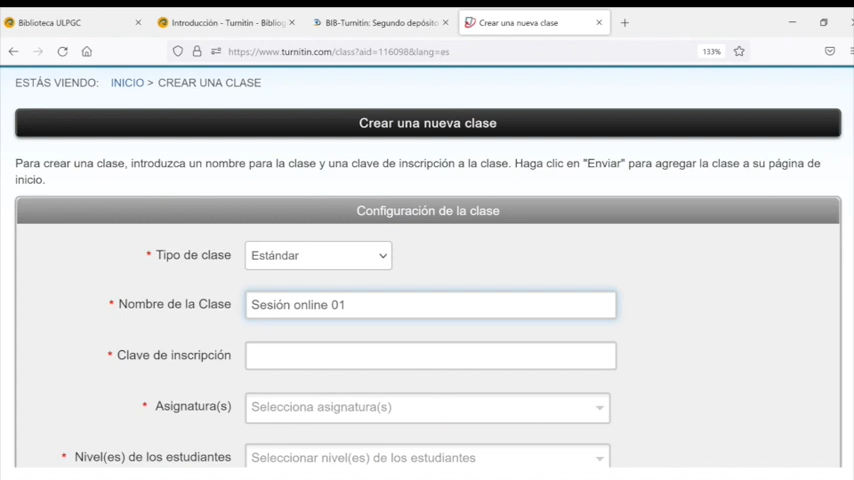 Biblioteca ULPGC
Introducción - Turnitin - Bibliog
BIB-Turnitin: Segundo depósito
Crear una nueva clase
https://www.turnitin.com/class?aid=116098&lang=es
133%
ESTÁS VIENDO: INICIO > CREAR UNA CLASE
Crear una nueva clase
Para crear una clase, introduzca un nombre para la clase y una clave de inscripción a la clase. Haga clic en "Enviar" para agregar la clase a su página de
inicio.
Configuración de la clase
* Tipo de clase Estándar
* Nombre de la Clase Sesión online 01
* Clave de inscripción
* Asignatura(s) Selecciona asignatura(s)
* Nivel(es) de los estudiantes Seleccionar nivel(es) de los estudiantes